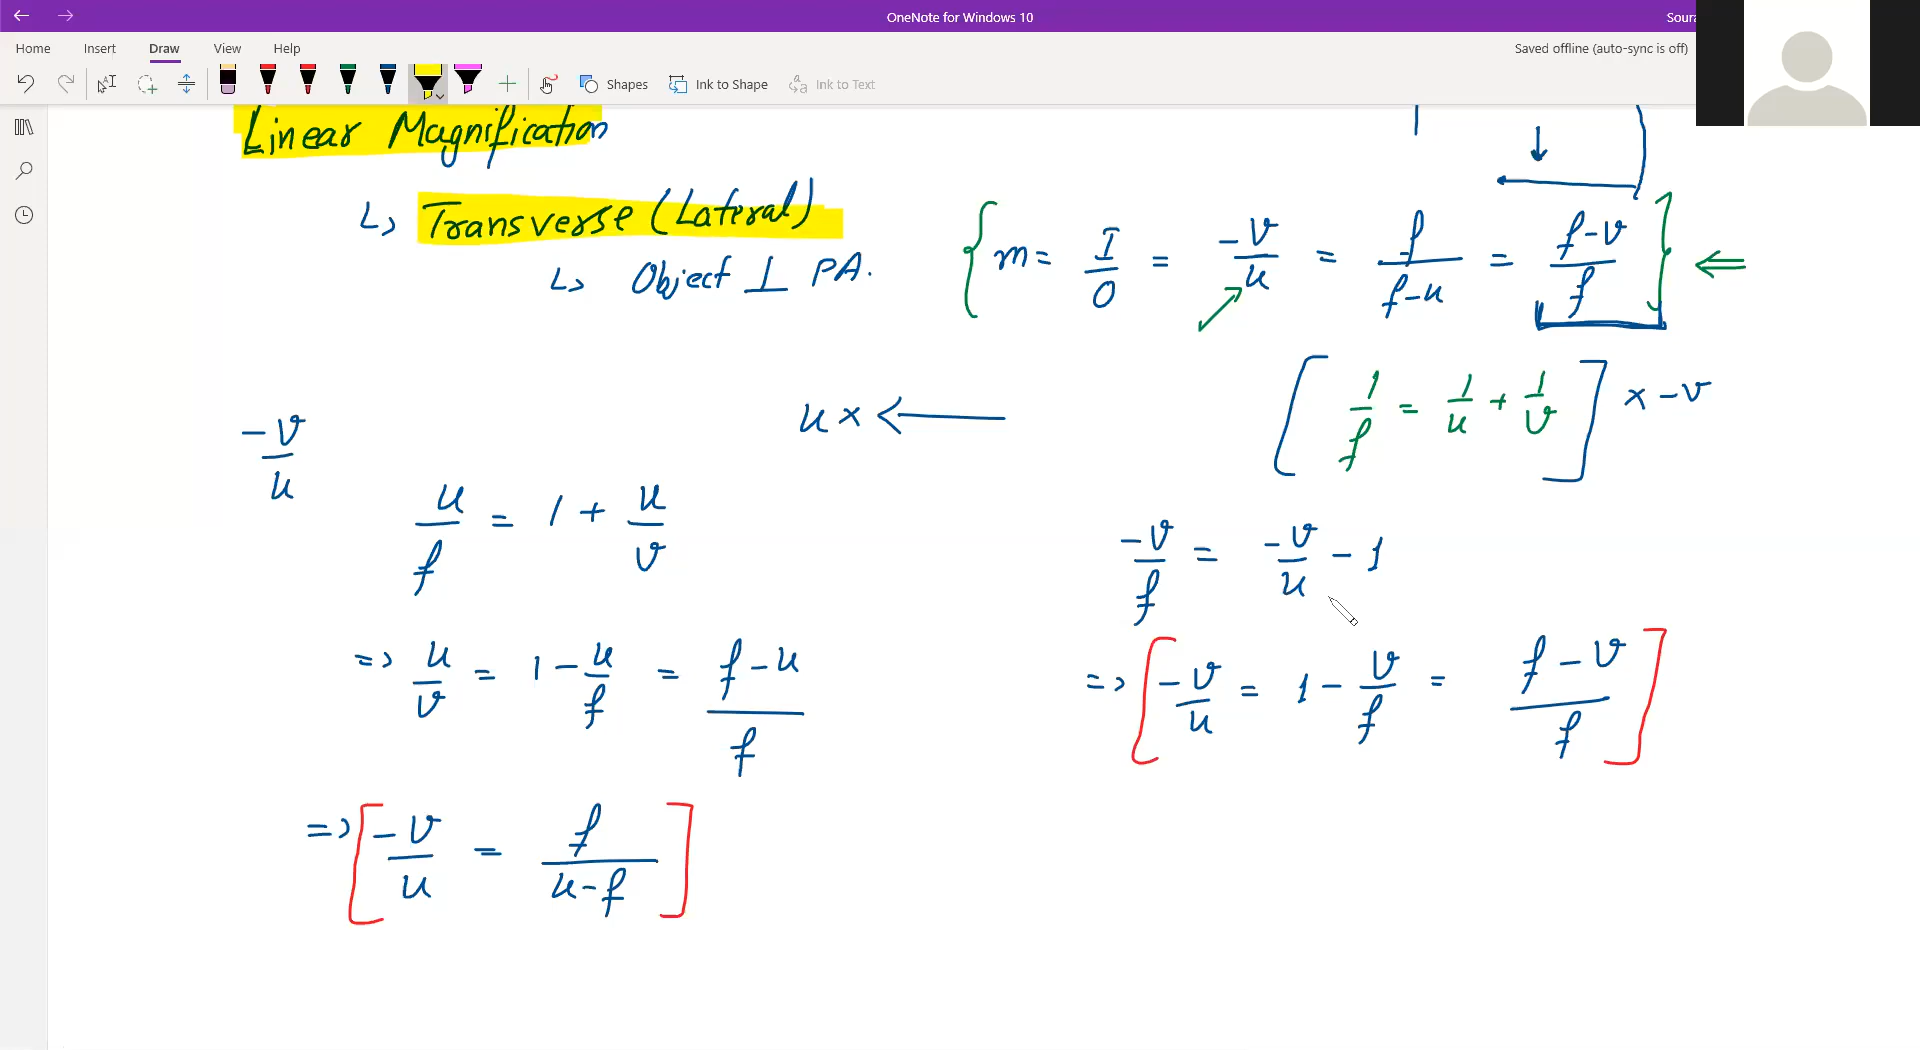 OneNote for Windows 10
Soura
Home Insert Draw View Help
Saved offline (auto-sync is off)
Shapes Ink to Shape Ink to Text
Linear Magnification
↳ Transverse (Lateral)
↳ Object ⊥ PA.
{ m = I/O = -v/u = f/(f-u) = (f-v)/f } ⇐
[ 1/f = 1/u + 1/v ] × -v
u × ←
-v/u
u/f = 1 + u/v
=> u/v = 1 - u/f = (f-u)/f
=> [ -v/u = f/(u-f) ]
-v/f = -v/u - 1
=> [ -v/u = 1 - v/f = (f-v)/f ]